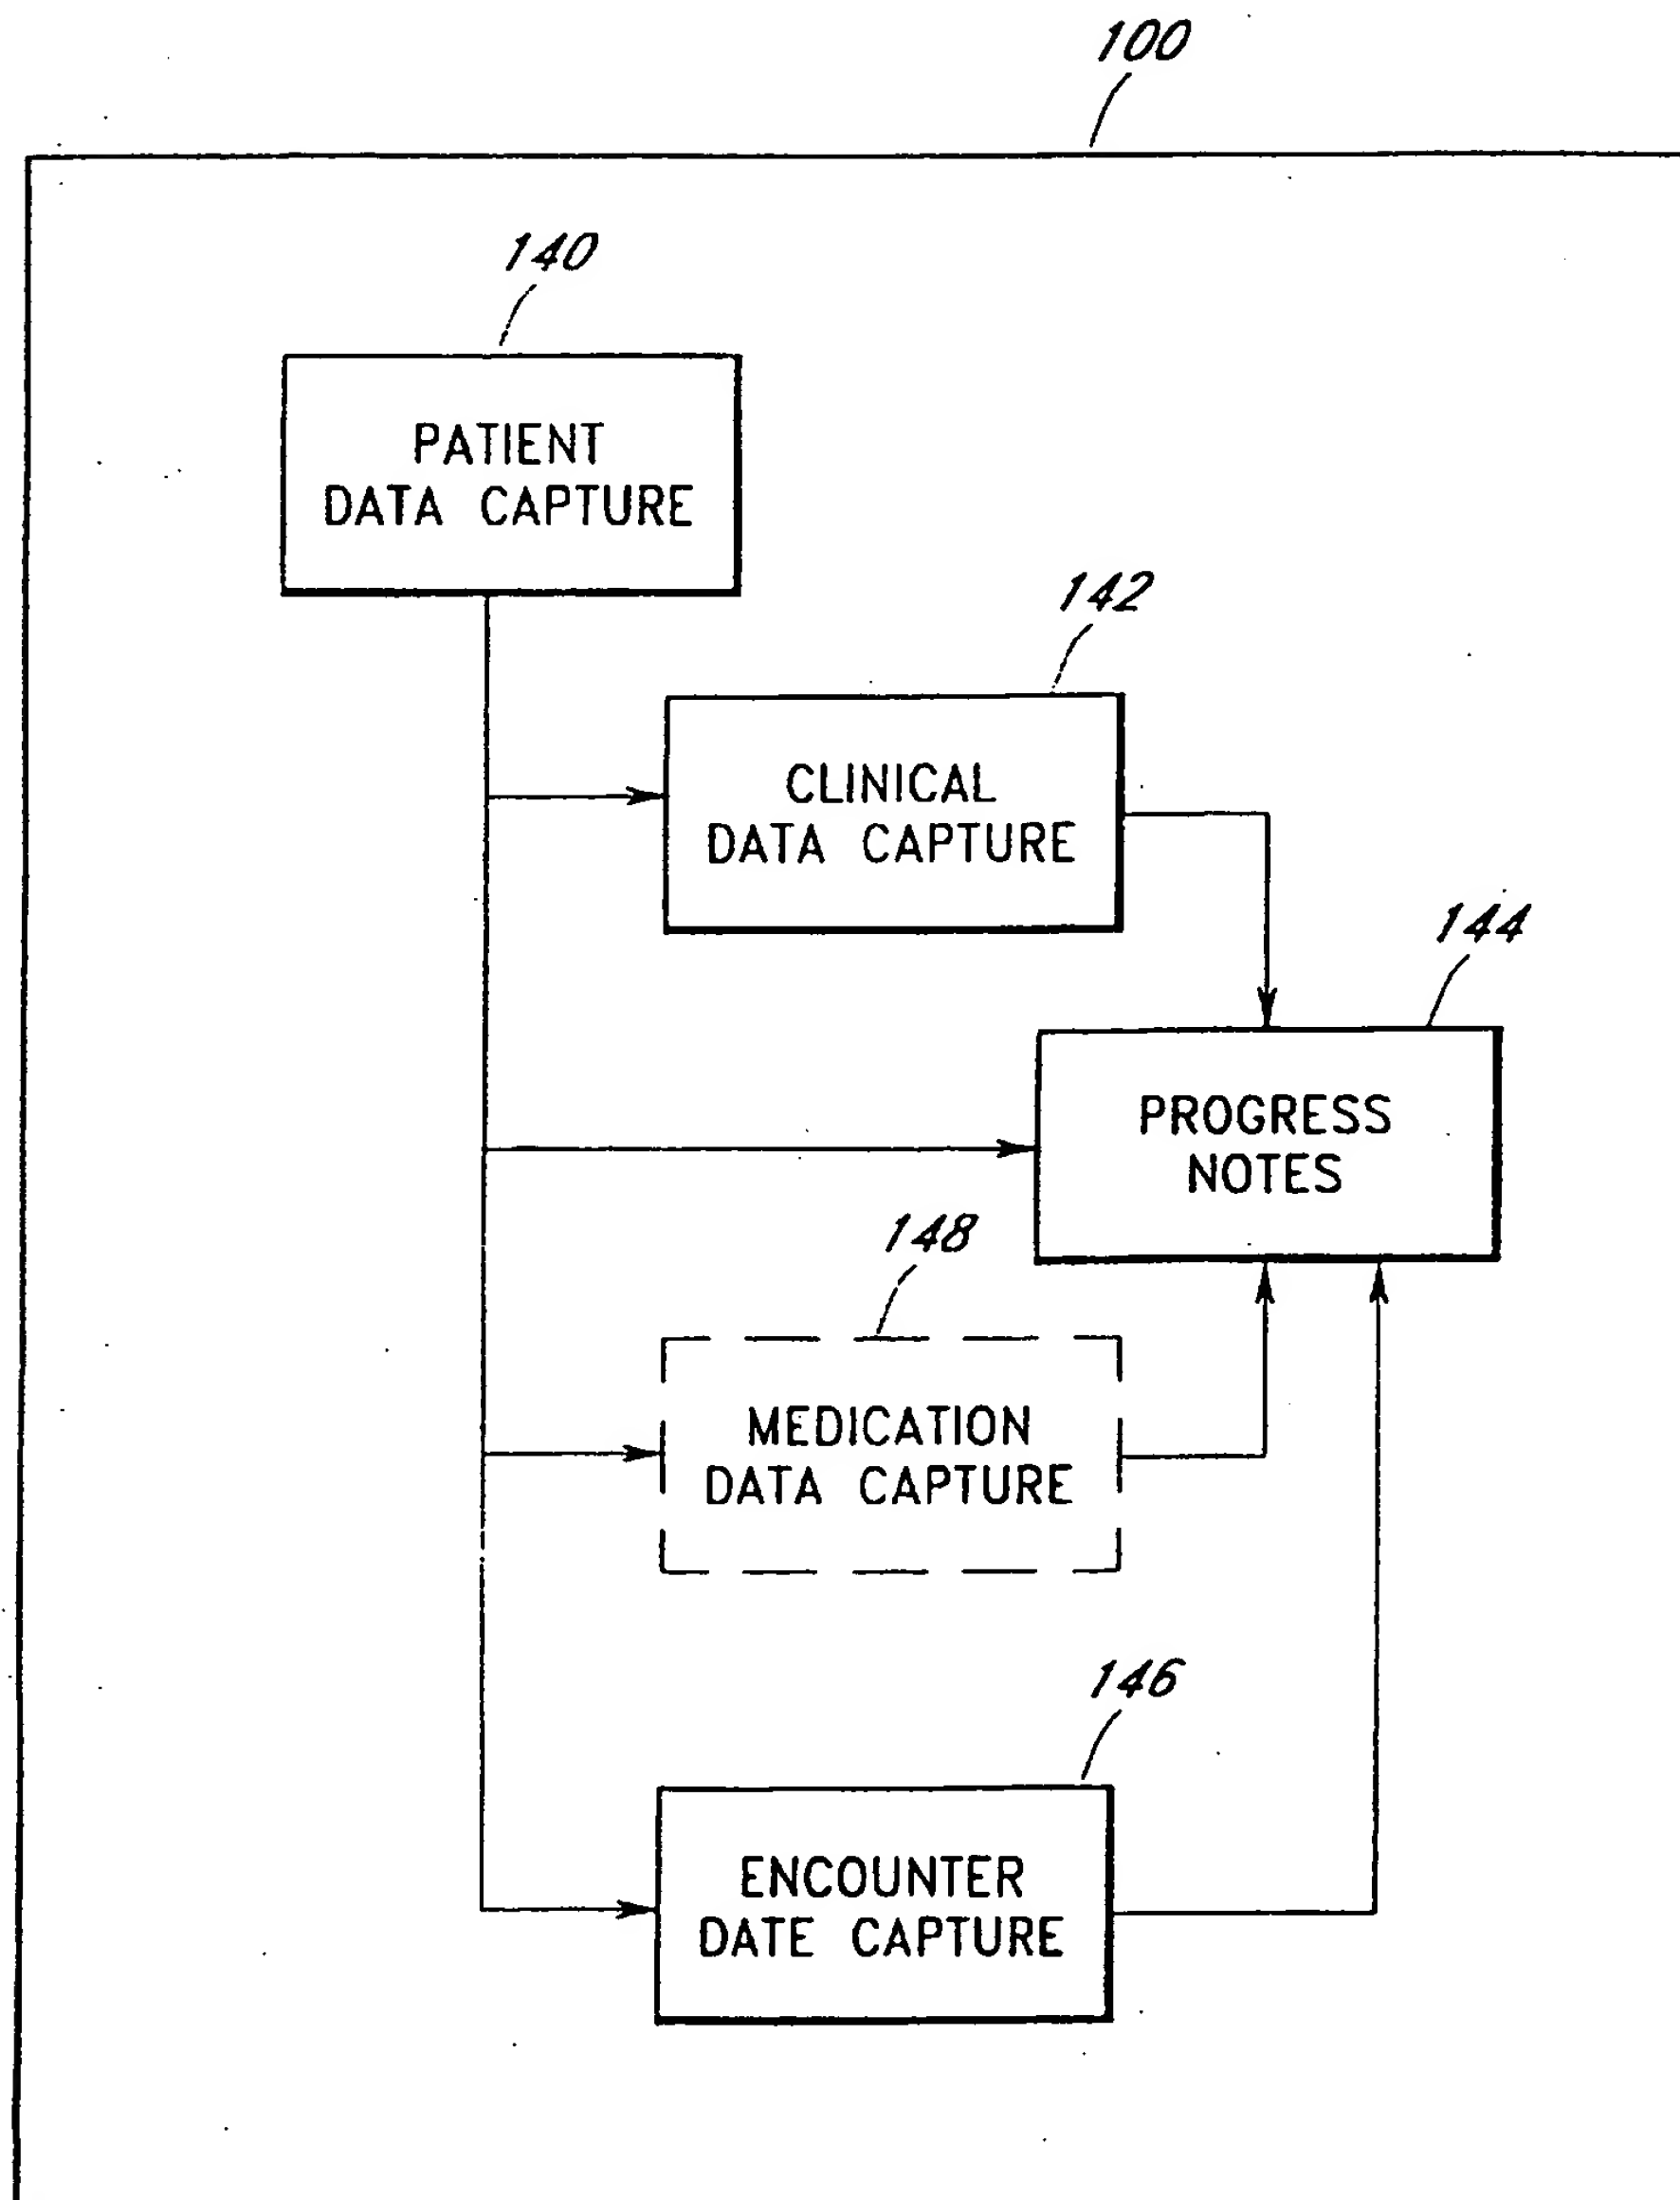 100
140
PATIENT
DATA CAPTURE
142
CLINICAL
DATA CAPTURE
144
PROGRESS
NOTES
148
MEDICATION
DATA CAPTURE
146
ENCOUNTER
DATE CAPTURE